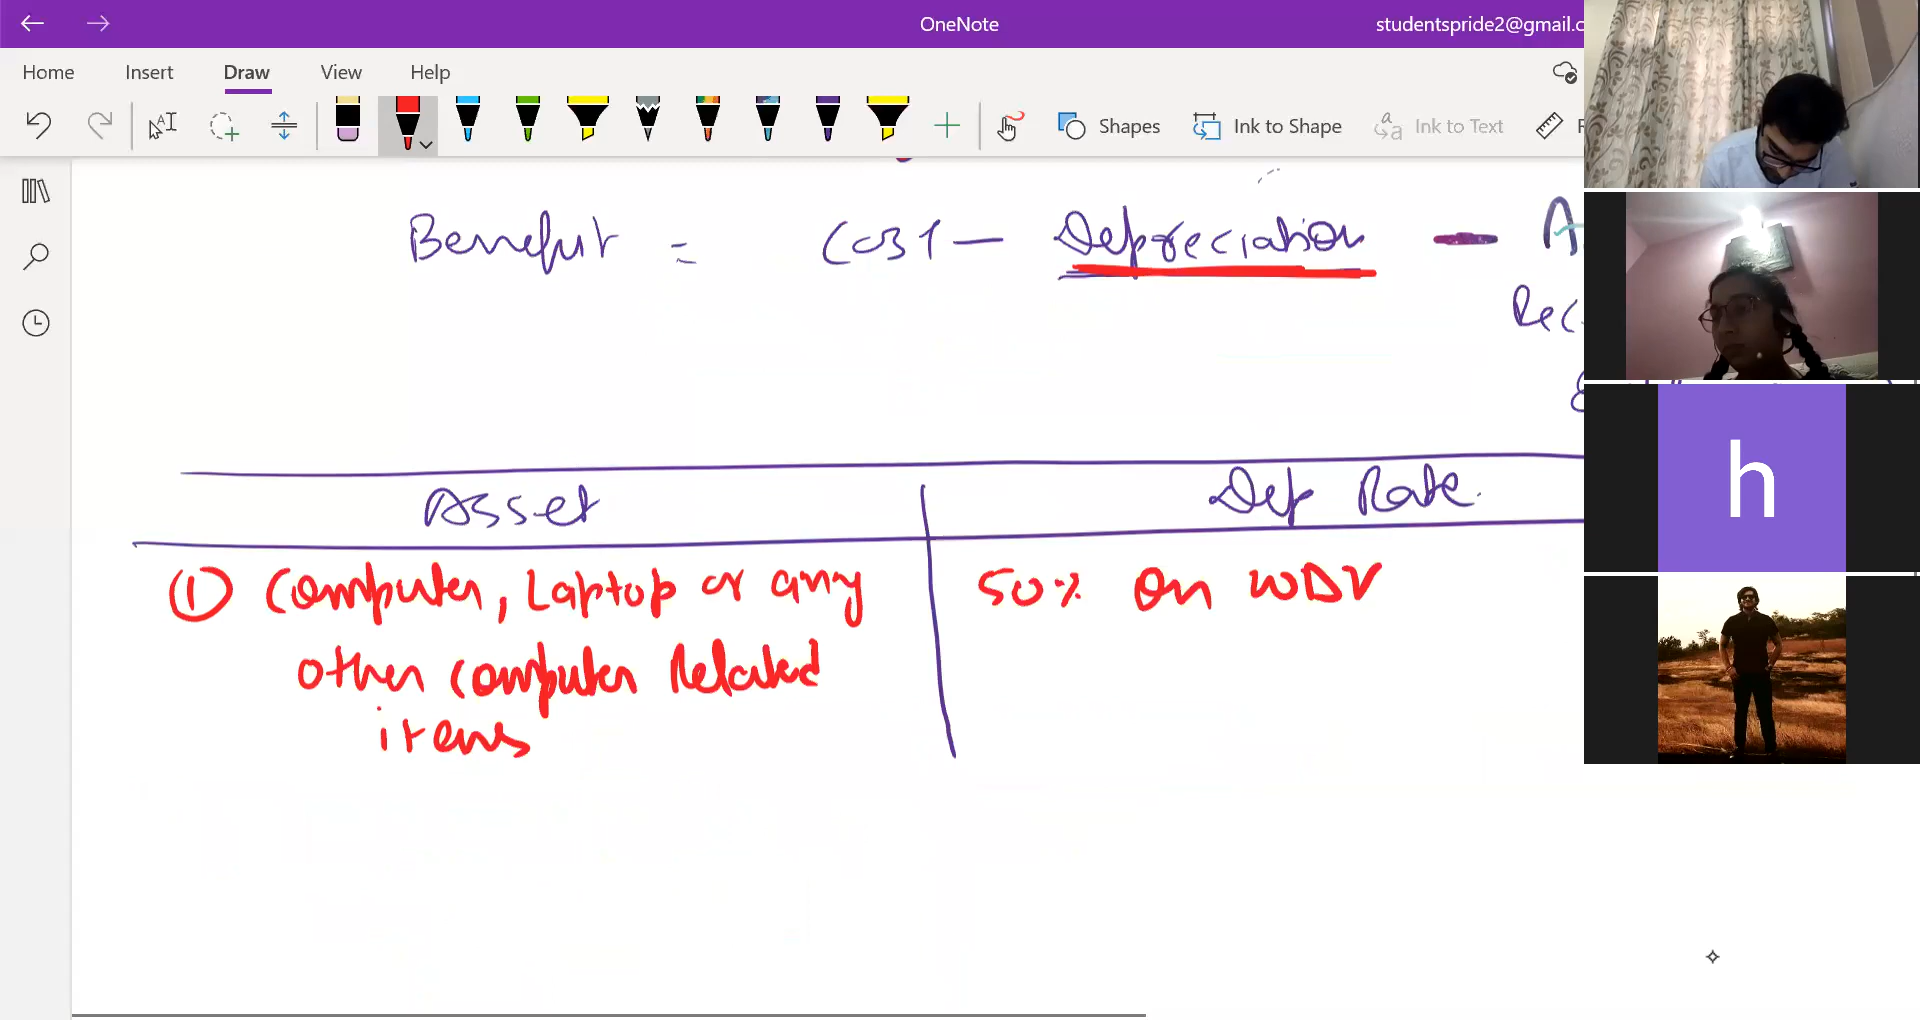 OneNote
studentspride2@gmail.c
Home Insert Draw View Help
Shapes Ink to Shape Ink to Text
Benefit = Cost — Depreciation — A
Rec
Asset Dep Rate.
① Computer, Laptop or any 50% on WDV
other computer Related
items
h